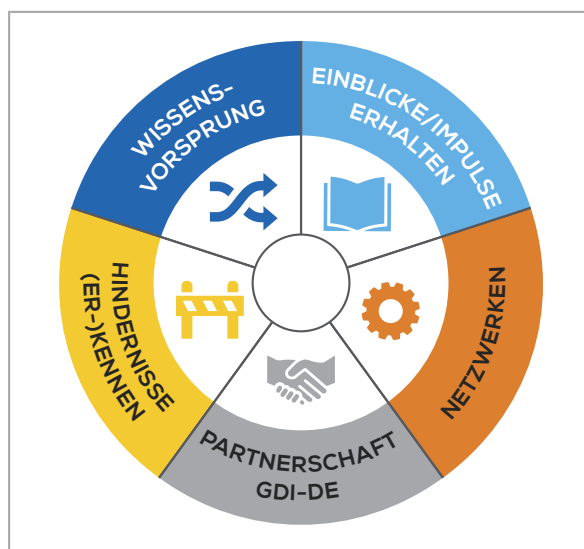 WISSENS-
VORSPRUNG
EINBLICKE/IMPULSE
ERHALTEN
NETZWERKEN
PARTNERSCHAFT
GDI-DE
HINDERNISSE
(ER-)KENNEN